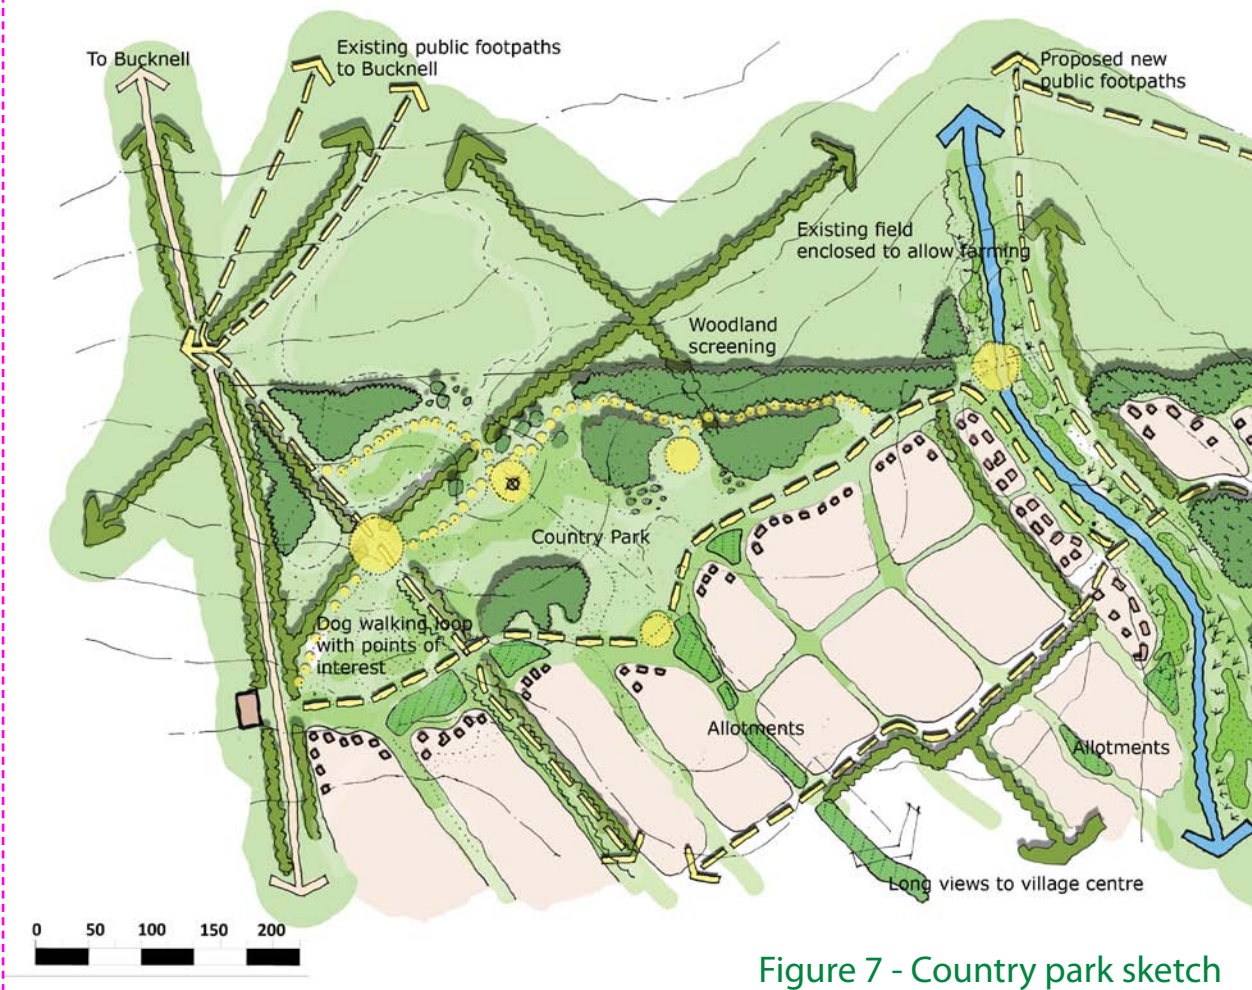 To Bucknell
Existing public footpaths
to Bucknell
Proposed new
public footpaths
Existing field
enclosed to allow farming
Woodland
screening
Country Park
Dog walking loop
with points of
interest
Allotments
Allotments
Long views to village centre
0 50 100 150 200
Figure 7 - Country park sketch